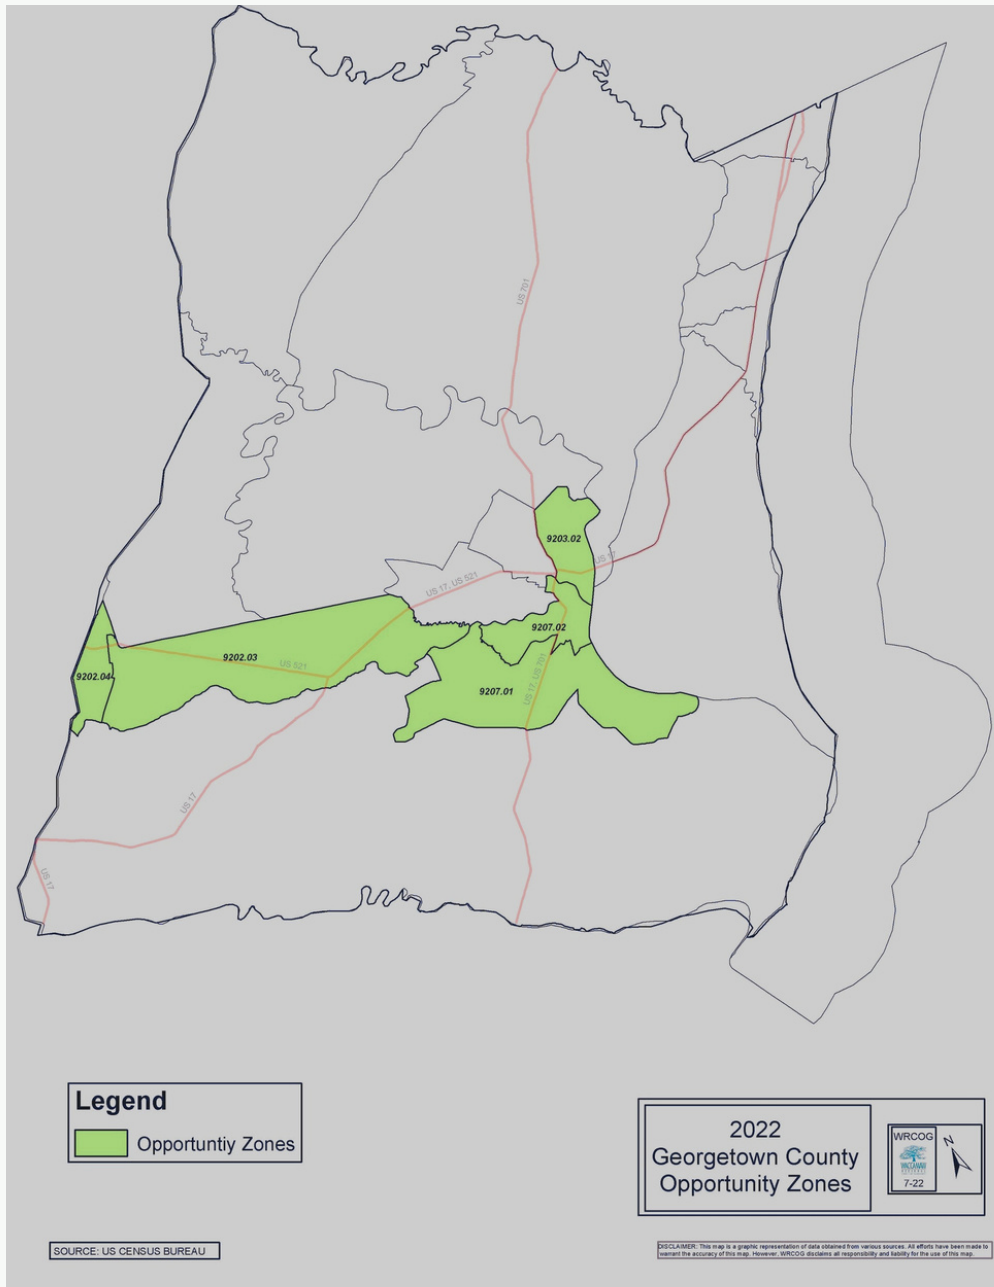 US 701
9203.02
US 17
US 17, US 521
9207.02
9202.03
US 521
9202.04
9207.01
US 17, US 701
US 17
US 17
Legend
Opportuntiy Zones
2022
Georgetown County
Opportunity Zones
WRCOG
WACCAMAW
7-22
N
SOURCE: US CENSUS BUREAU
DISCLAIMER: This map is a graphic representation of data obtained from various sources. All efforts have been made to
warrant the accuracy of this map. However, WRCOG disclaims all responsibility and liability for the use of this map.